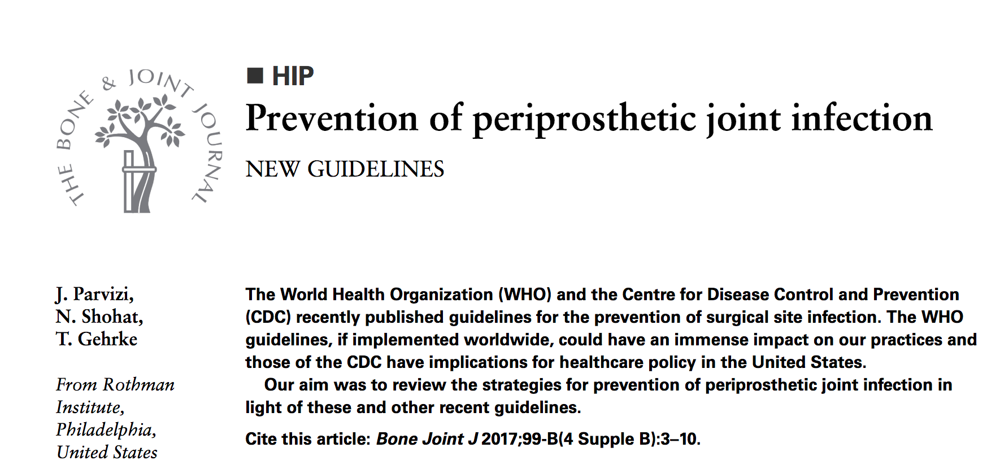 THE BONE & JOINT JOURNAL
■ HIP
Prevention of periprosthetic joint infection
NEW GUIDELINES
J. Parvizi,
N. Shohat,
T. Gehrke
From Rothman
Institute,
Philadelphia,
United States
The World Health Organization (WHO) and the Centre for Disease Control and Prevention
(CDC) recently published guidelines for the prevention of surgical site infection. The WHO
guidelines, if implemented worldwide, could have an immense impact on our practices and
those of the CDC have implications for healthcare policy in the United States.
Our aim was to review the strategies for prevention of periprosthetic joint infection in
light of these and other recent guidelines.
Cite this article: Bone Joint J 2017;99-B(4 Supple B):3–10.